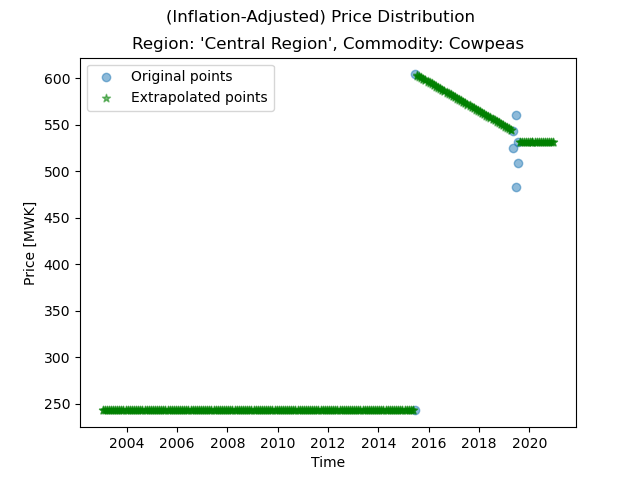 (Inflation-Adjusted) Price Distribution
Region: 'Central Region', Commodity: Cowpeas
Original points
Extrapolated points
600
550
500
450
400
350
300
250
Price [MWK]
2004 2006 2008 2010 2012 2014 2016 2018 2020
Time